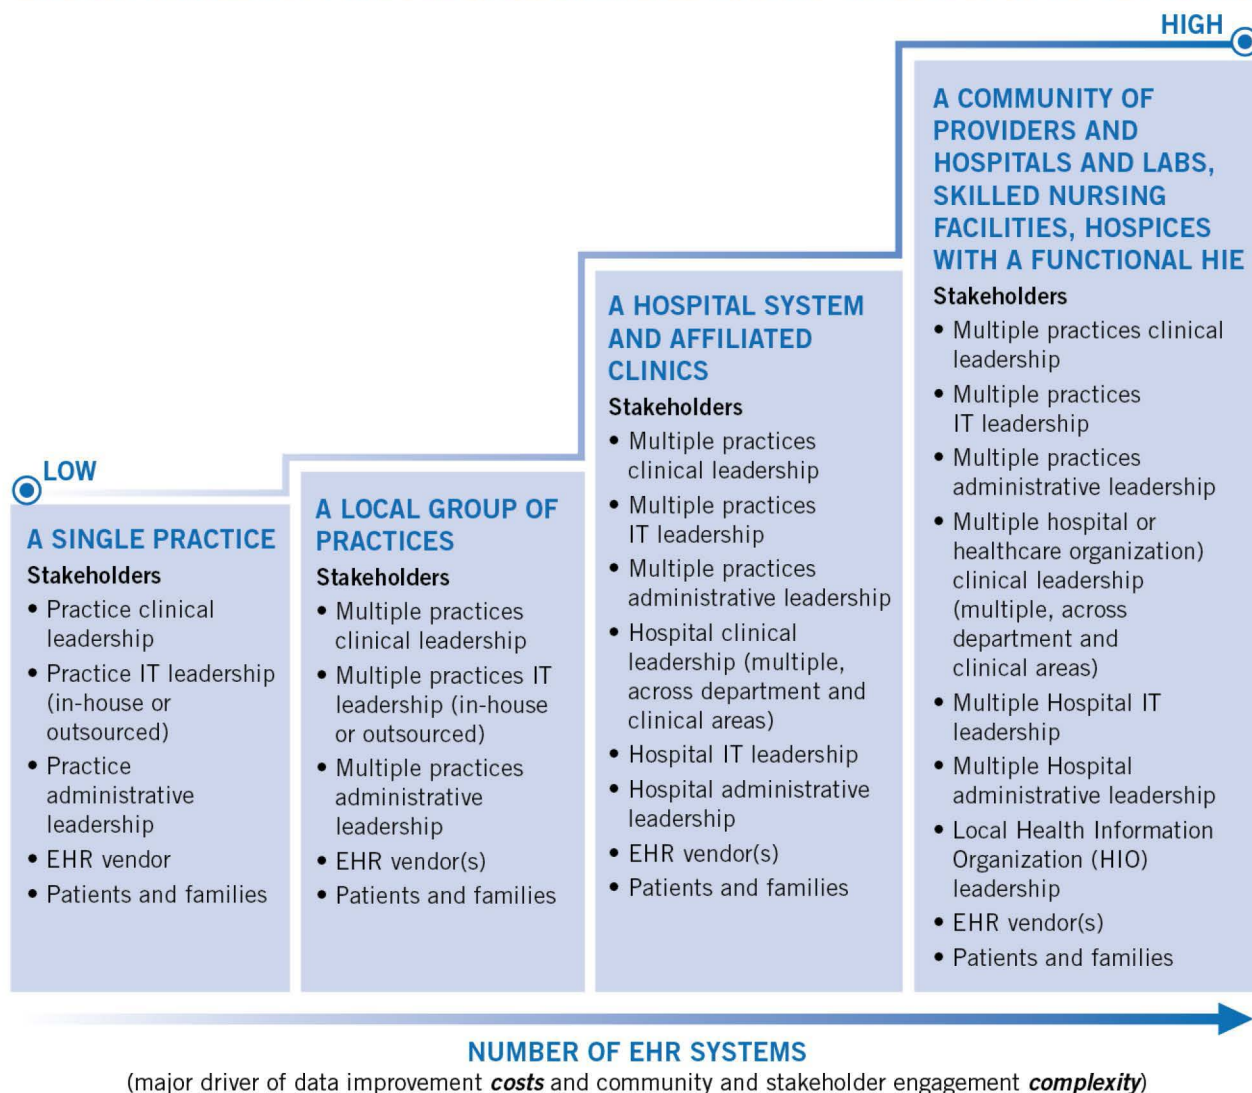 HIGH
LOW
A SINGLE PRACTICE
Stakeholders
• Practice clinical
leadership
• Practice IT leadership
(in-house or
outsourced)
• Practice
administrative
leadership
• EHR vendor
• Patients and families
A LOCAL GROUP OF
PRACTICES
Stakeholders
• Multiple practices
clinical leadership
• Multiple practices IT
leadership (in-house
or outsourced)
• Multiple practices
administrative
leadership
• EHR vendor(s)
• Patients and families
A HOSPITAL SYSTEM
AND AFFILIATED
CLINICS
Stakeholders
• Multiple practices
clinical leadership
• Multiple practices
IT leadership
• Multiple practices
administrative leadership
• Hospital clinical
leadership (multiple,
across department and
clinical areas)
• Hospital IT leadership
• Hospital administrative
leadership
• EHR vendor(s)
• Patients and families
A COMMUNITY OF
PROVIDERS AND
HOSPITALS AND LABS,
SKILLED NURSING
FACILITIES, HOSPICES
WITH A FUNCTIONAL HIE
Stakeholders
• Multiple practices clinical
leadership
• Multiple practices
IT leadership
• Multiple practices
administrative leadership
• Multiple hospital or
healthcare organization)
clinical leadership
(multiple, across
department and
clinical areas)
• Multiple Hospital IT
leadership
• Multiple Hospital
administrative leadership
• Local Health Information
Organization (HIO)
leadership
• EHR vendor(s)
• Patients and families
NUMBER OF EHR SYSTEMS
(major driver of data improvement costs and community and stakeholder engagement complexity)